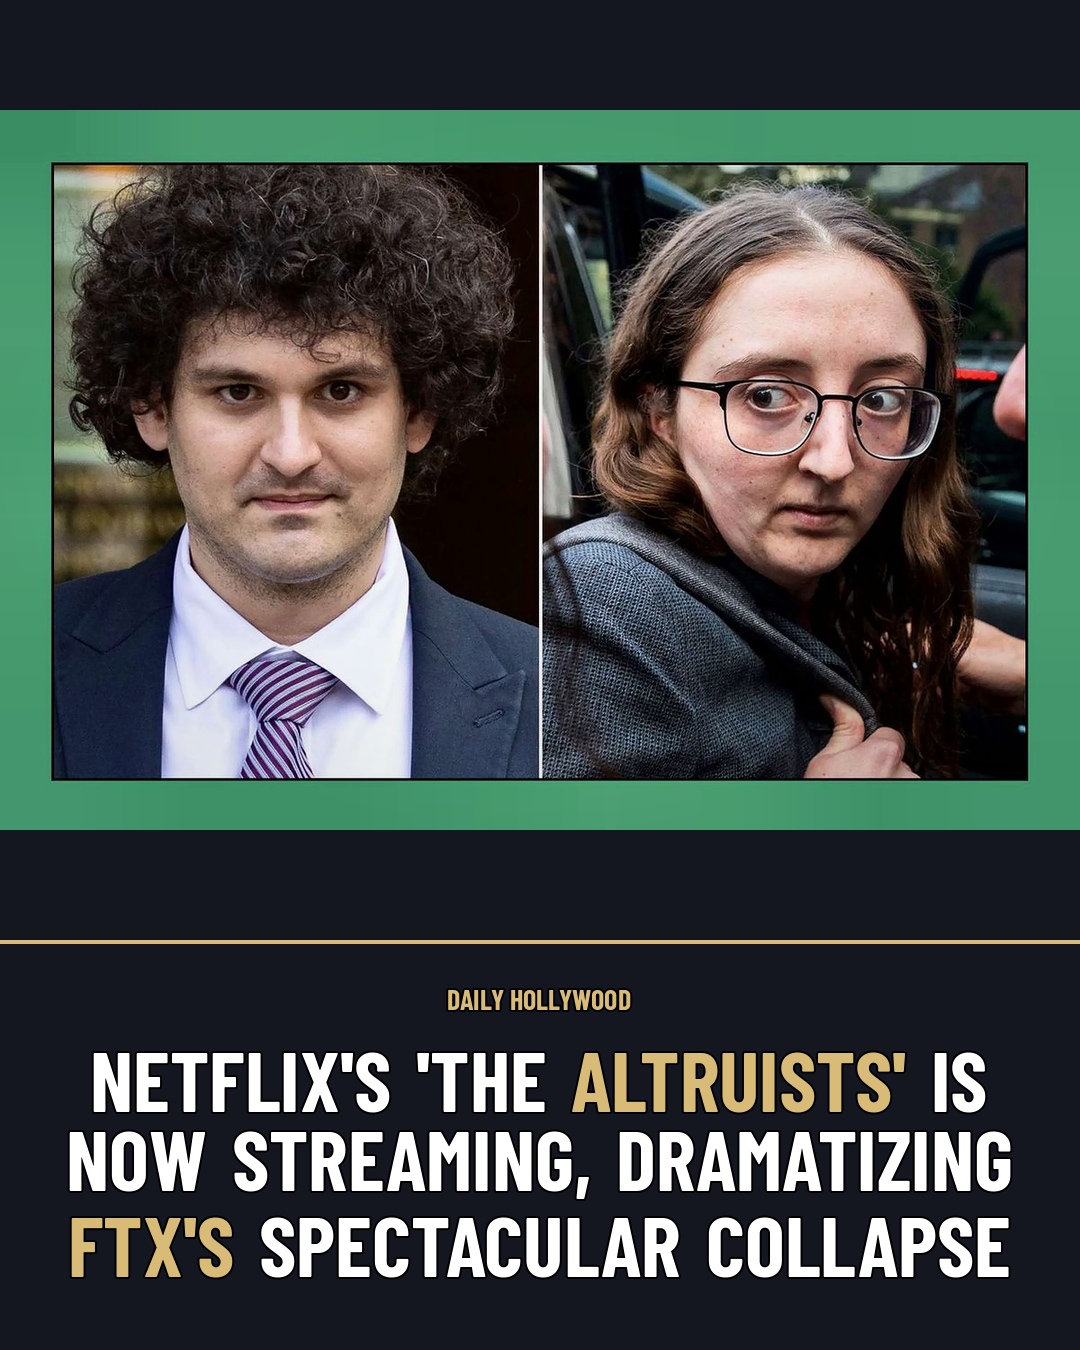 DAILY HOLLYWOOD
NETFLIX'S 'THE ALTRUISTS' IS
NOW STREAMING, DRAMATIZING
FTX'S SPECTACULAR COLLAPSE